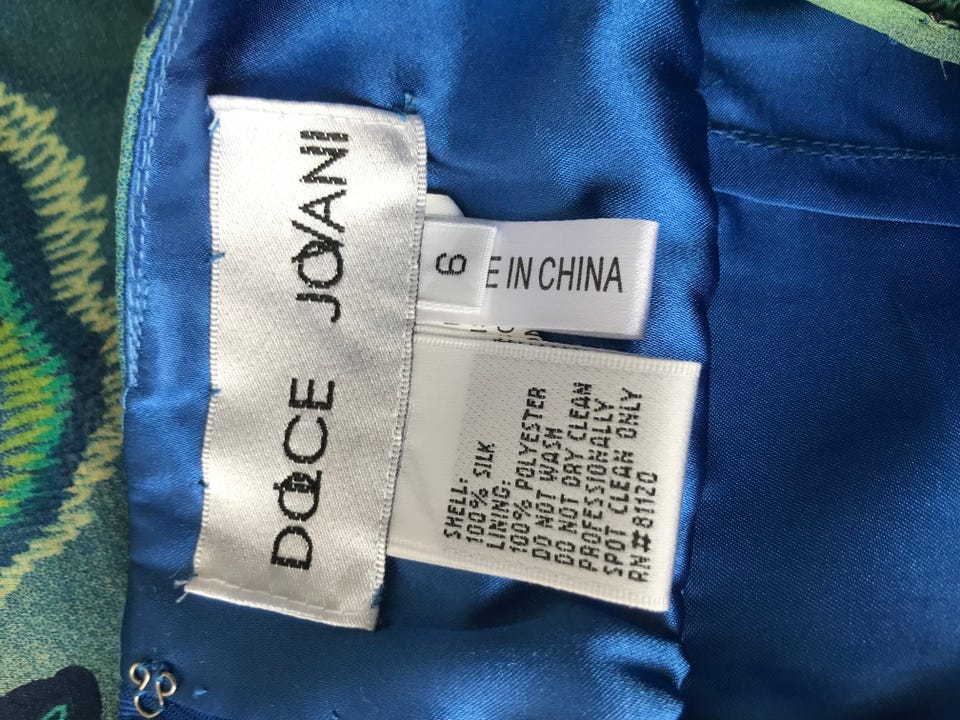 DOLCE JOVANI
6
E IN CHINA
SHELL:
100% SILK
LINING:
100% POLYESTER
DO NOT WASH
DO NOT DRY CLEAN
PROFESSIONALLY
SPOT CLEAN ONLY
RN#81120